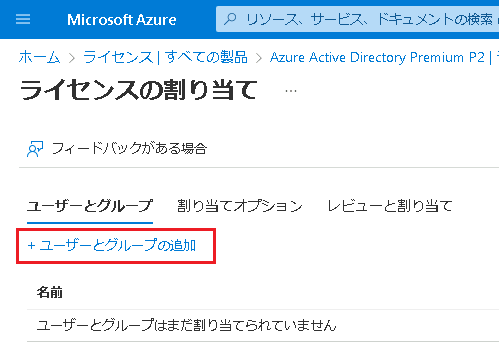 Microsoft Azure
リソース、サービス、ドキュメントの検索
ホーム > ライセンス | すべての製品 > Azure Active Directory Premium P2 |
ライセンスの割り当て ...
フィードバックがある場合
ユーザーとグループ 割り当てオプション レビューと割り当て
+ ユーザーとグループの追加
名前
ユーザーとグループはまだ割り当てられていません